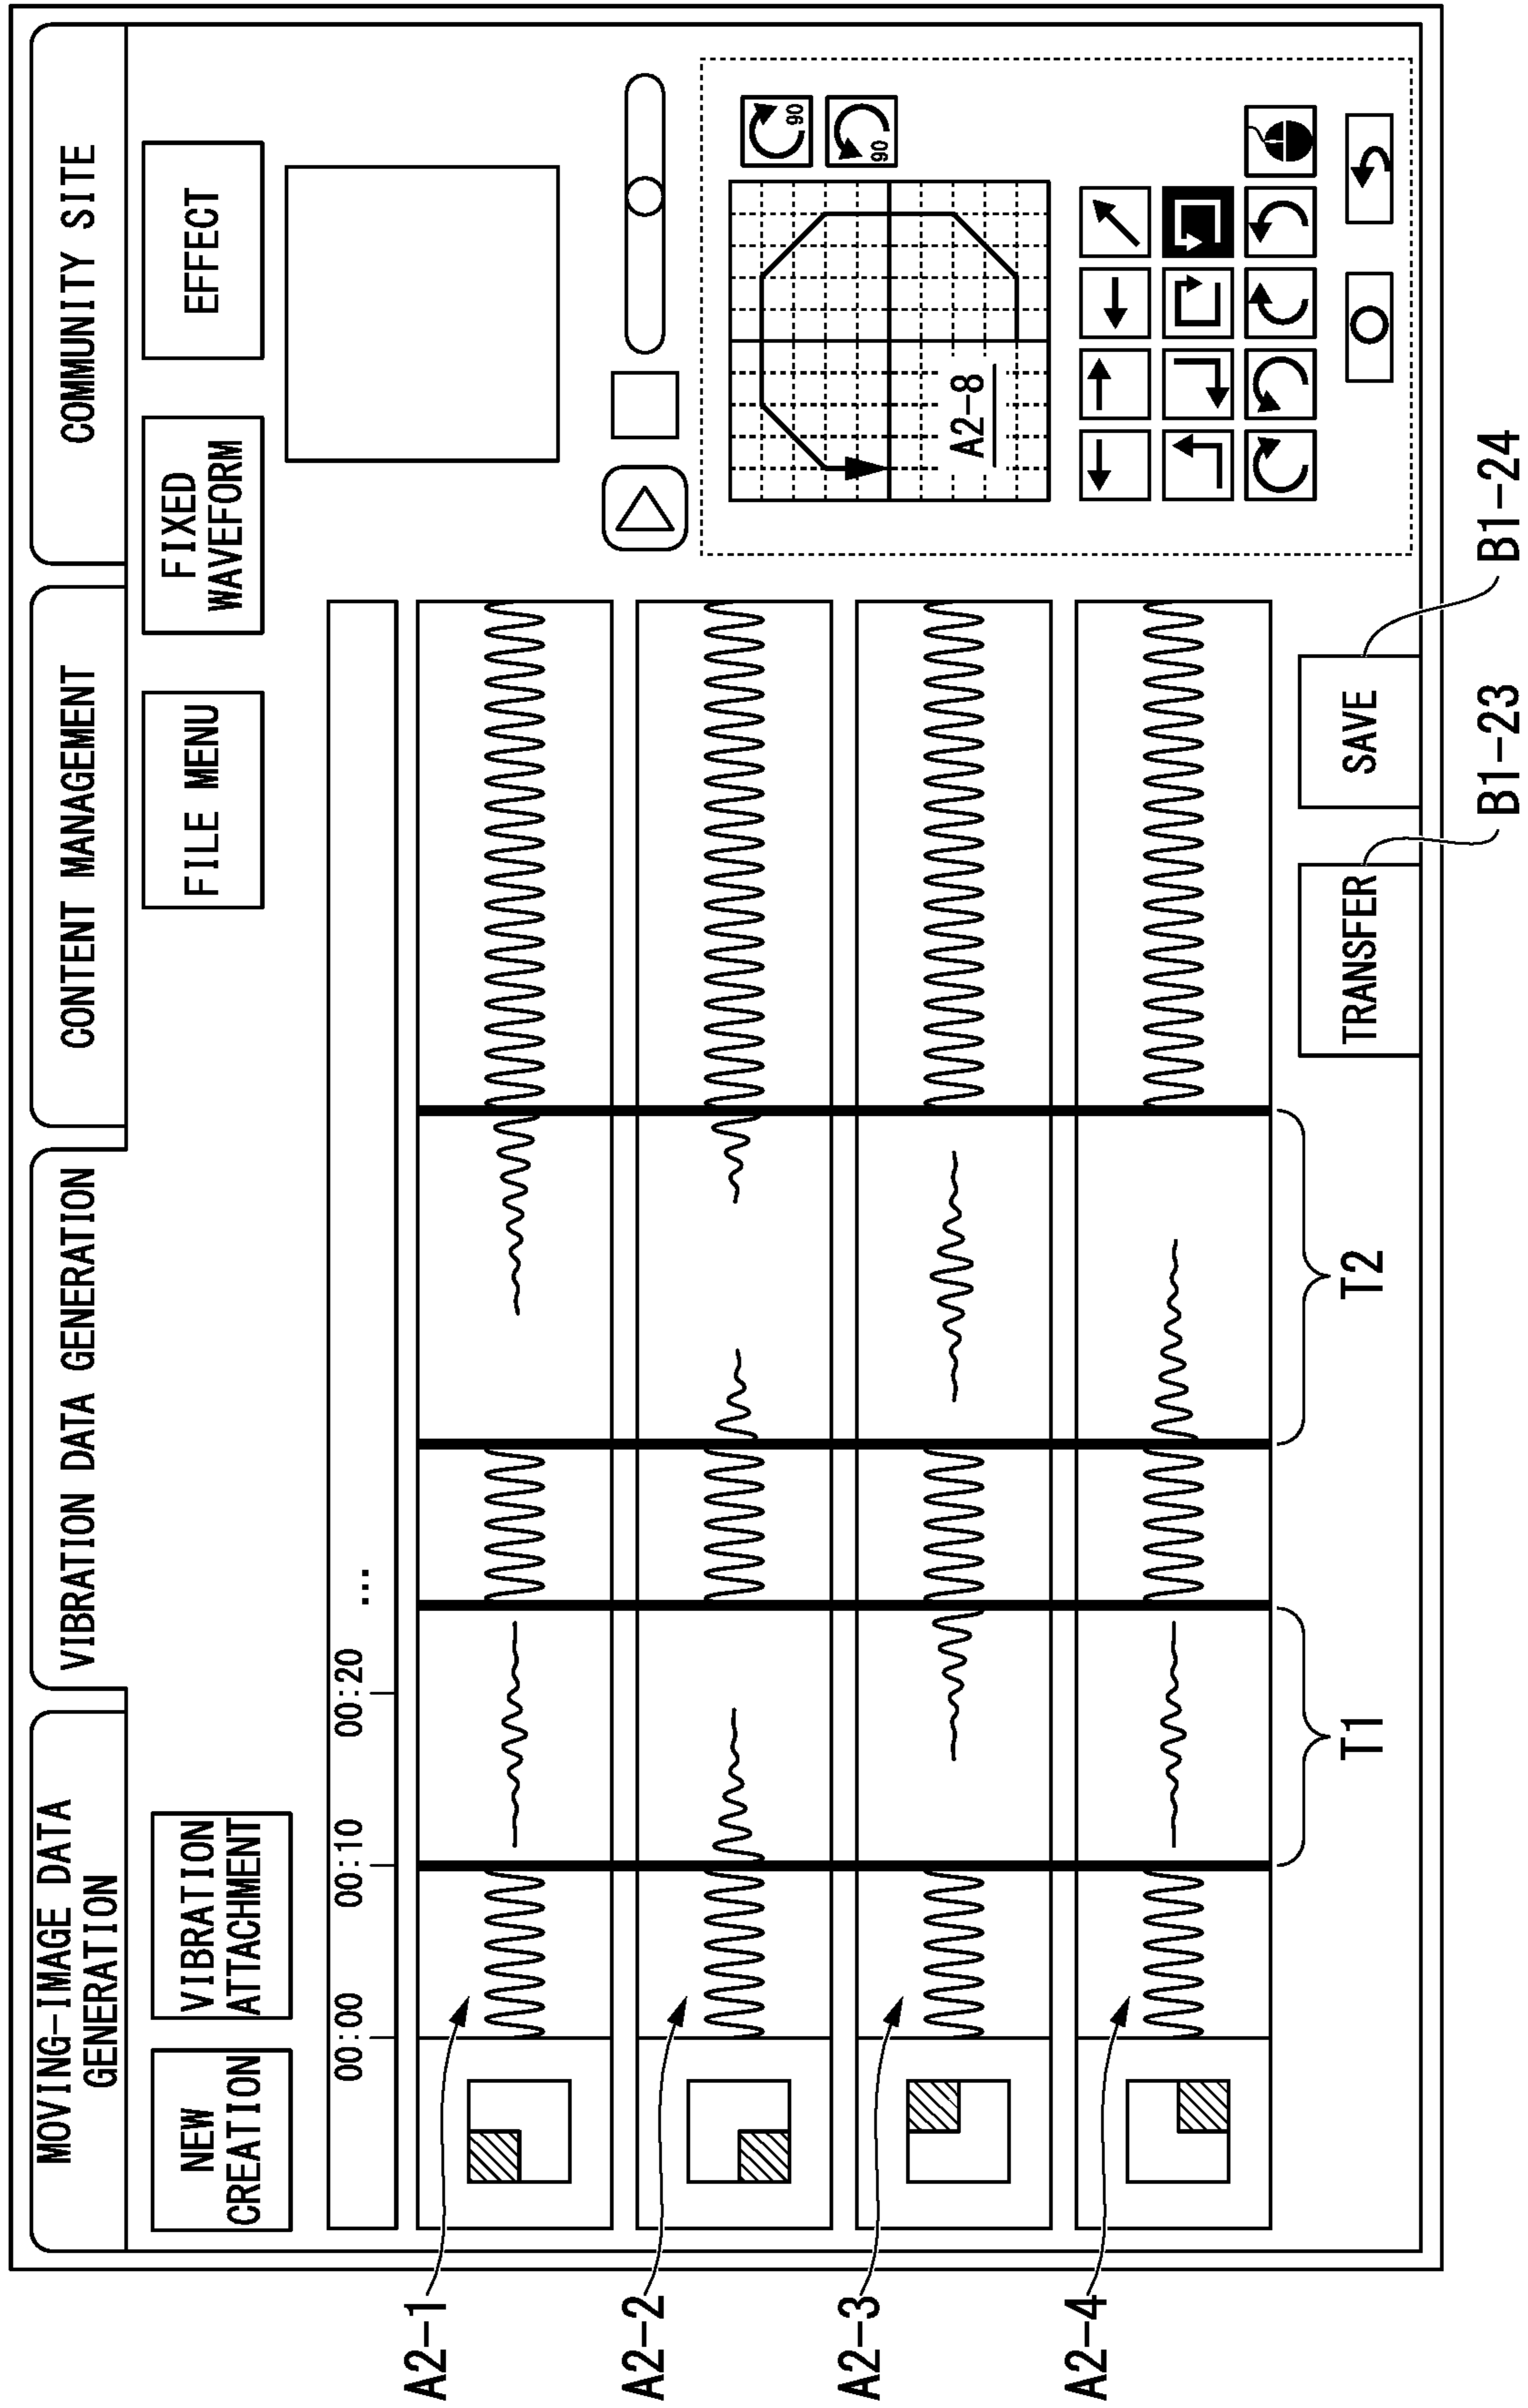 MOVING-IMAGE DATA
GENERATION
VIBRATION DATA GENERATION
CONTENT MANAGEMENT
COMMUNITY SITE
NEW
CREATION
VIBRATION
ATTACHMENT
FILE MENU
FIXED
WAVEFORM
EFFECT
00:00
00:10
00:20
...
A2-1
A2-2
A2-3
A2-4
90
90
A2-8
T1
T2
TRANSFER
SAVE
B1-23
B1-24